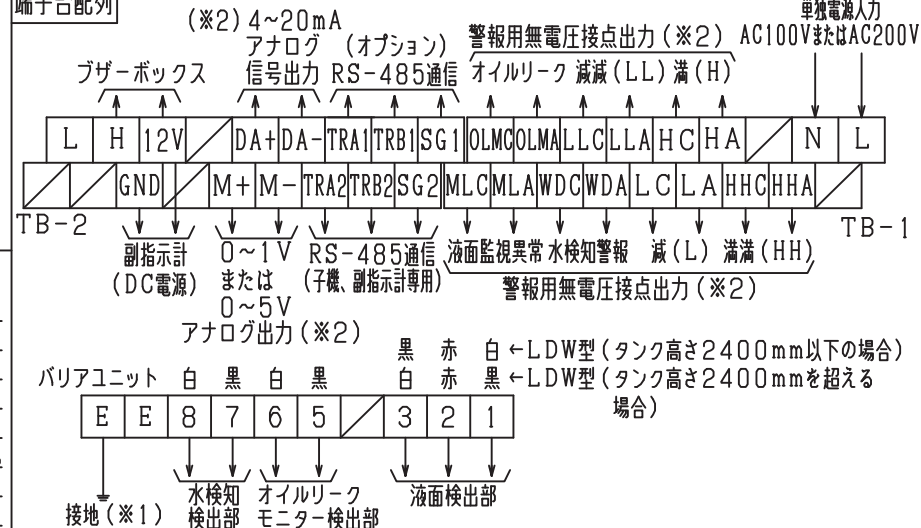 端子台配列
単独電源入力
AC100VまたはAC200V
(※2) 4~20mA
アナログ
信号出力
(オプション)
RS-485通信
警報用無電圧接点出力(※2)
オイルリーク 減減(LL) 満(H)
ブザーボックス
L H 12V DA+ DA- TRA1 TRB1 SG1 OLMC OLMA LLC LLA HC HA N L
GND M+ M- TRA2 TRB2 SG2 MLC MLA WDC WDA LC LA HHC HHA
TB-2
TB-1
副指示計
(DC電源)
0~1V
または
0~5V
アナログ出力(※2)
RS-485通信
(子機、副指示計専用)
液面監視異常 水検知警報 減(L) 満満(HH)
警報用無電圧接点出力(※2)
黒 赤 白 ←LDW型(タンク高さ2400mm以下の場合)
バリアユニット 白 黒 白 黒 白 赤 黒 ←LDW型(タンク高さ2400mmを超える
場合)
E E 8 7 6 5 3 2 1
接地(※1)
水検知
検出部
オイルリーク
モニター検出部
液面検出部